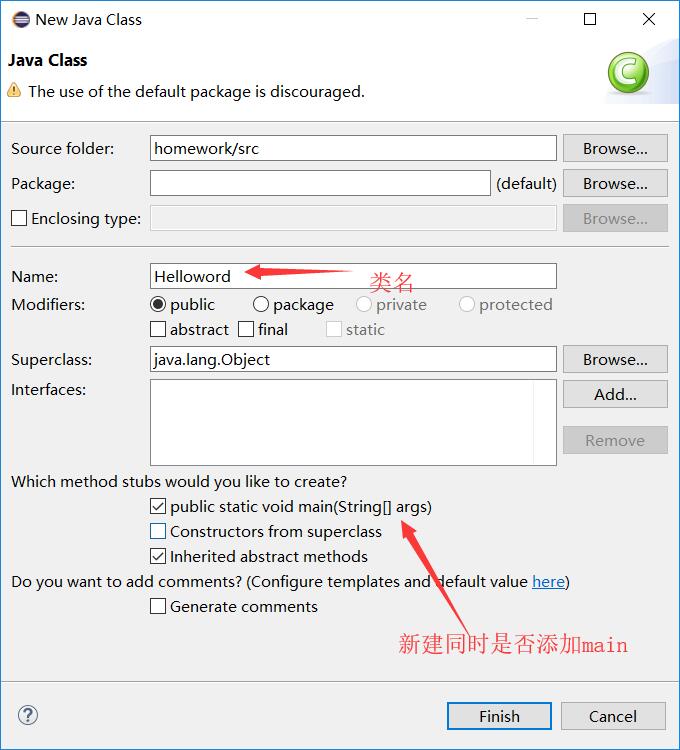 New Java Class
Java Class
The use of the default package is discouraged.
Source folder: homework/src Browse...
Package: (default) Browse...
Enclosing type: Browse...
Name: Helloword 类名
Modifiers: public package private protected
abstract final static
Superclass: java.lang.Object Browse...
Interfaces: Add...
Remove
Which method stubs would you like to create?
public static void main(String[] args)
Constructors from superclass
Inherited abstract methods
Do you want to add comments? (Configure templates and default value here)
Generate comments
新建同时是否添加main
? Finish Cancel